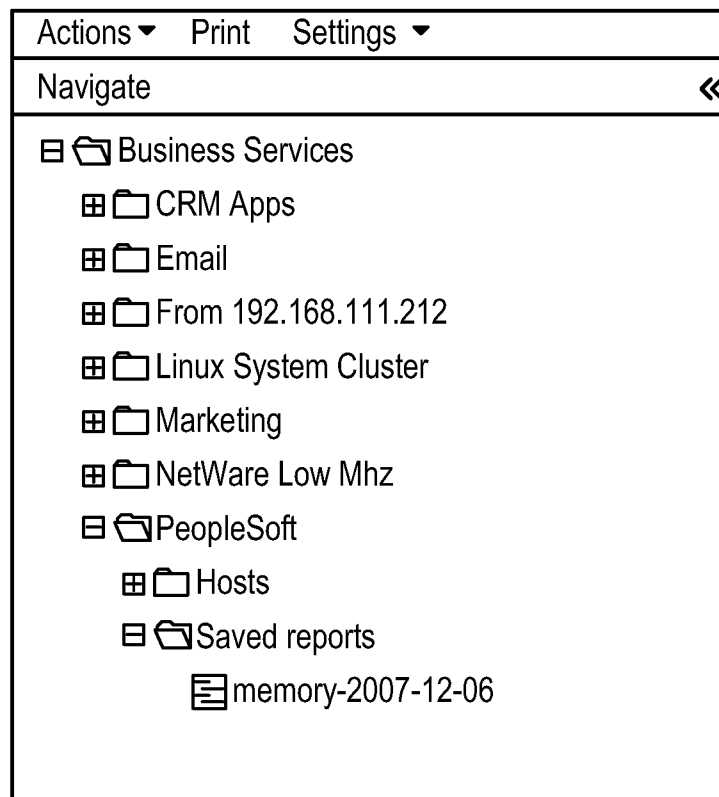 Actions Print Settings
Navigate «
Business Services
CRM Apps
Email
From 192.168.111.212
Linux System Cluster
Marketing
NetWare Low Mhz
PeopleSoft
Hosts
Saved reports
memory-2007-12-06